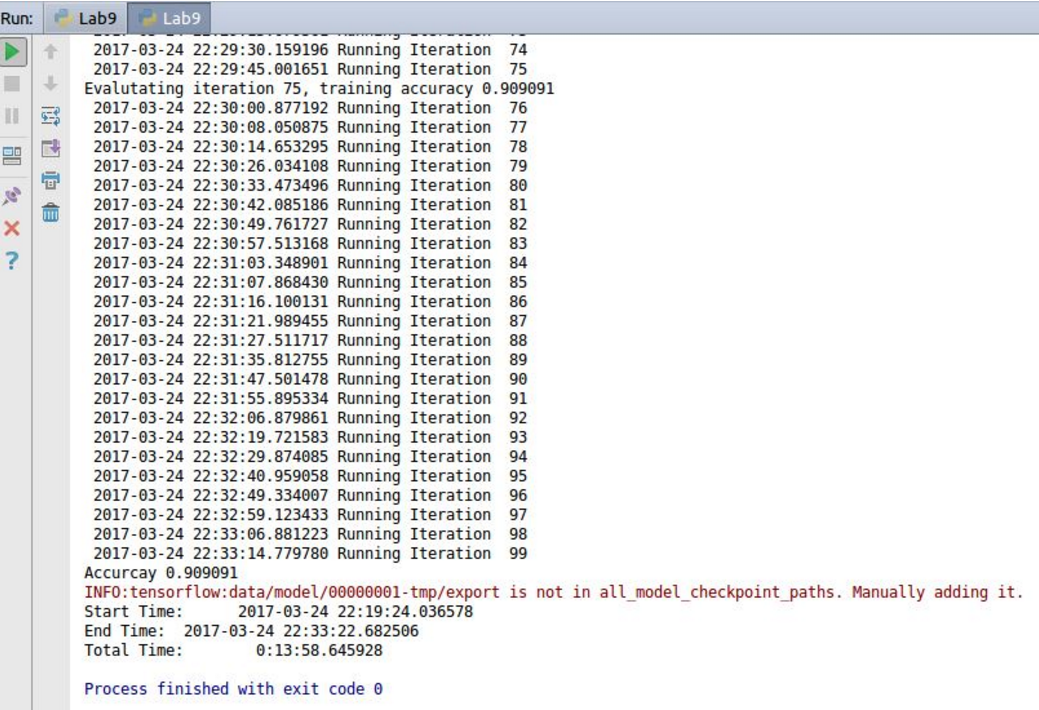 Run: Lab9 Lab9
2017-03-24 22:29:30.159196 Running Iteration  74
2017-03-24 22:29:45.001651 Running Iteration  75
Evalutating iteration 75, training accuracy 0.909091
2017-03-24 22:30:00.877192 Running Iteration  76
2017-03-24 22:30:08.050875 Running Iteration  77
2017-03-24 22:30:14.653295 Running Iteration  78
2017-03-24 22:30:26.034108 Running Iteration  79
2017-03-24 22:30:33.473496 Running Iteration  80
2017-03-24 22:30:42.085186 Running Iteration  81
2017-03-24 22:30:49.761727 Running Iteration  82
2017-03-24 22:30:57.513168 Running Iteration  83
2017-03-24 22:31:03.348901 Running Iteration  84
2017-03-24 22:31:07.868430 Running Iteration  85
2017-03-24 22:31:16.100131 Running Iteration  86
2017-03-24 22:31:21.989455 Running Iteration  87
2017-03-24 22:31:27.511717 Running Iteration  88
2017-03-24 22:31:35.812755 Running Iteration  89
2017-03-24 22:31:47.501478 Running Iteration  90
2017-03-24 22:31:55.895334 Running Iteration  91
2017-03-24 22:32:06.879861 Running Iteration  92
2017-03-24 22:32:19.721583 Running Iteration  93
2017-03-24 22:32:29.874085 Running Iteration  94
2017-03-24 22:32:40.959058 Running Iteration  95
2017-03-24 22:32:49.334007 Running Iteration  96
2017-03-24 22:32:59.123433 Running Iteration  97
2017-03-24 22:33:06.881223 Running Iteration  98
2017-03-24 22:33:14.779780 Running Iteration  99
Accurcay 0.909091
INFO:tensorflow:data/model/00000001-tmp/export is not in all_model_checkpoint_paths. Manually adding it.
Start Time:      2017-03-24 22:19:24.036578
End Time:  2017-03-24 22:33:22.682506
Total Time:        0:13:58.645928
Process finished with exit code 0